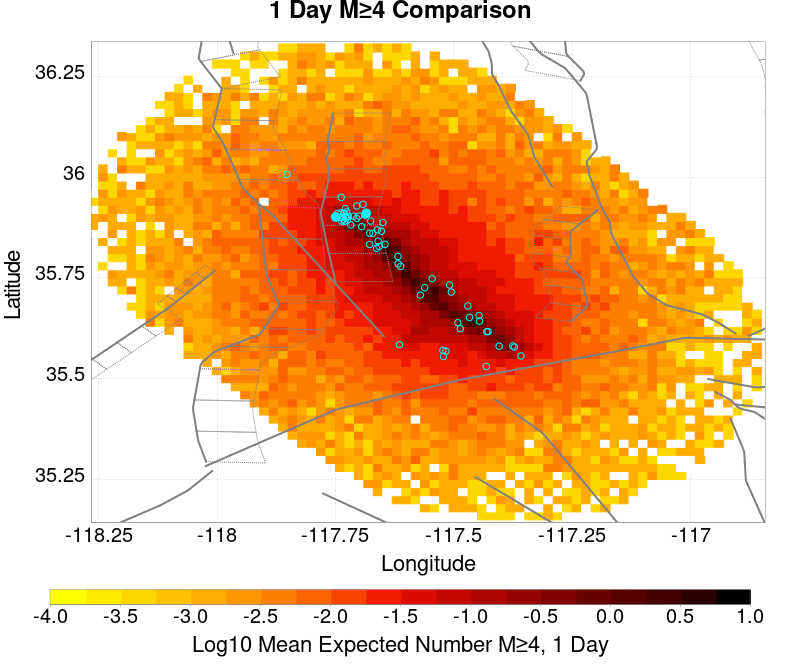 1 Day M≥4 Comparison
36.25
36
35.75
35.5
35.25
Latitude
-118.25 -118 -117.75 -117.5 -117.25 -117
Longitude
-4.0 -3.5 -3.0 -2.5 -2.0 -1.5 -1.0 -0.5 0.0 0.5 1.0
Log10 Mean Expected Number M≥4, 1 Day